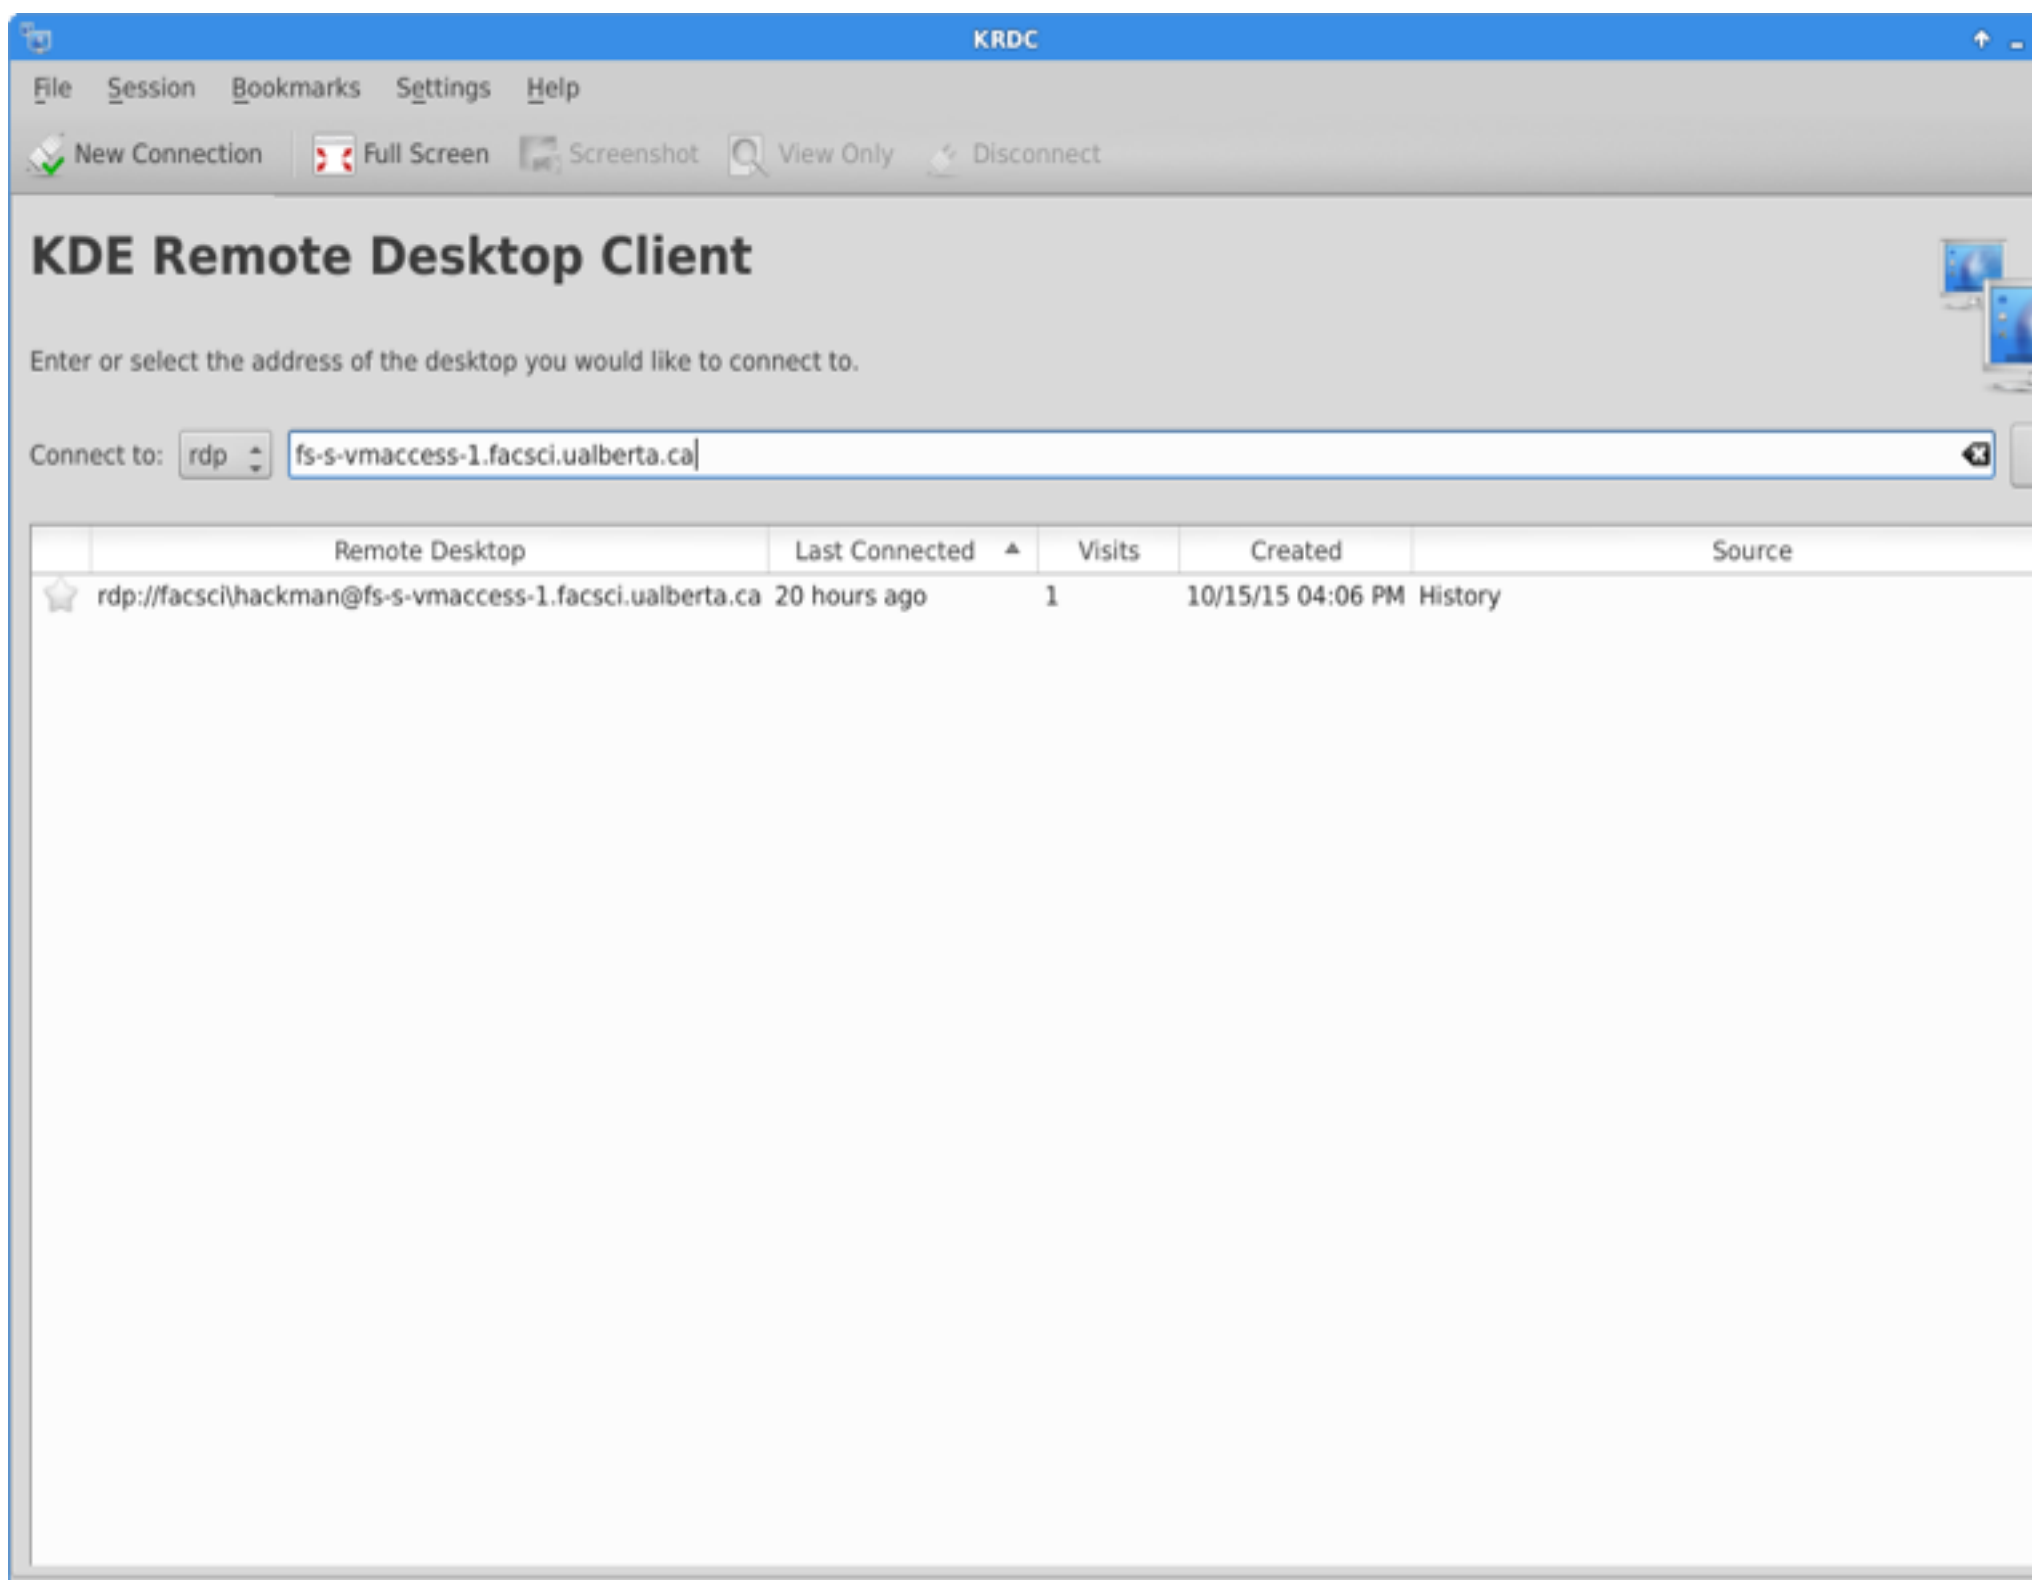 KRDC
File Session Bookmarks Settings Help
New Connection Full Screen Screenshot View Only Disconnect
KDE Remote Desktop Client
Enter or select the address of the desktop you would like to connect to.
Connect to: rdp fs-s-vmaccess-1.facsci.ualberta.ca
Remote Desktop Last Connected Visits Created Source
rdp://facsci\hackman@fs-s-vmaccess-1.facsci.ualberta.ca 20 hours ago 1 10/15/15 04:06 PM History